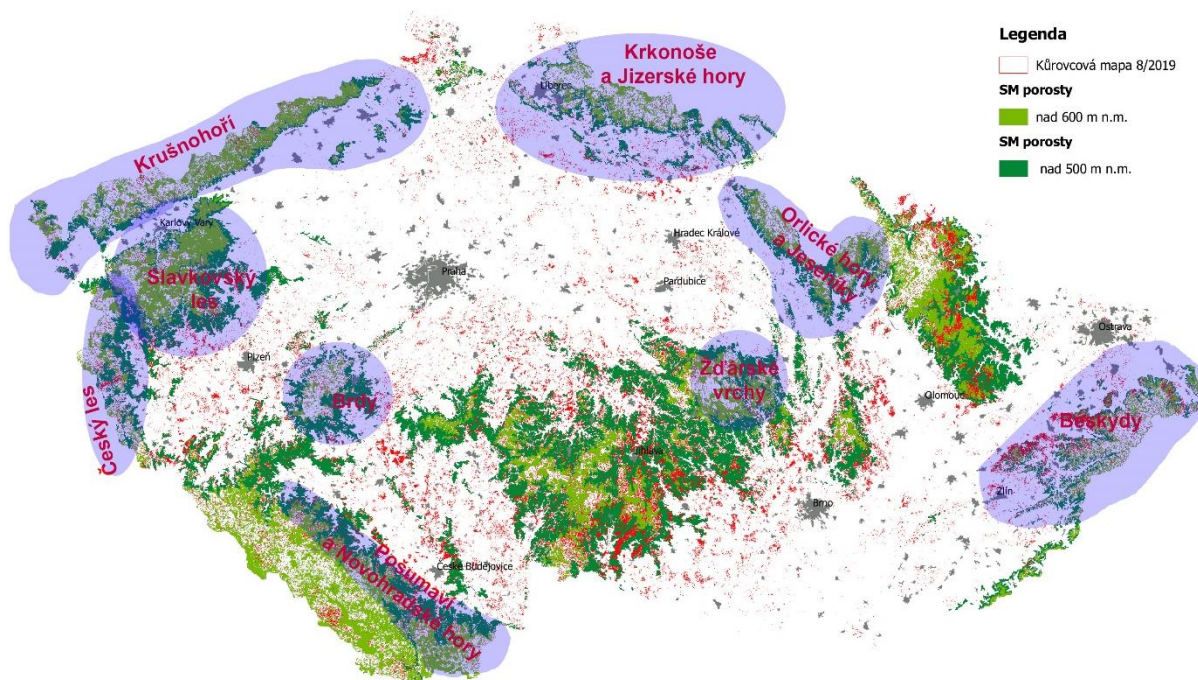 Krkonoše
a Jizerské hory
Liberec
Legenda
Kůrovcová mapa 8/2019
SM porosty
nad 600 m n.m.
SM porosty
nad 500 m n.m.
Krušnohoří
Karlovy Vary
Slavkovský
les
Praha
Hradec Králové
Pardubice
Orlické hory
a Jeseníky
Ostrava
Plzeň
Český les
Brdy
Žďárské
vrchy
Olomouc
Beskydy
Jihlava
Zlín
Brno
Pošumaví
a Novohradské hory
České Budějovice